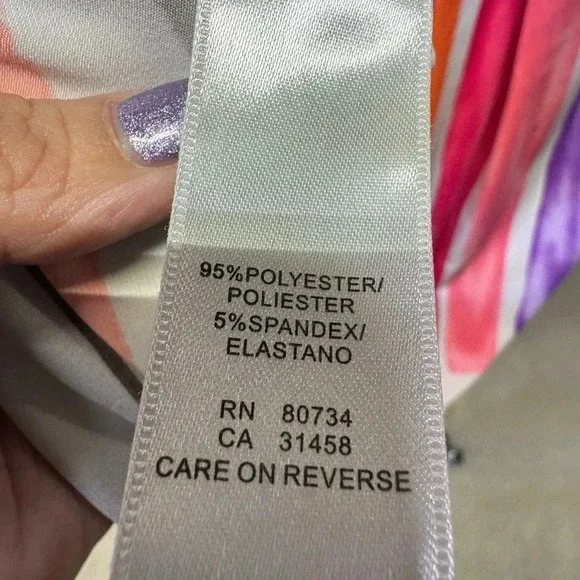 95%POLYESTER/
POLIESTER
5%SPANDEX/
ELASTANO
RN 80734
CA 31458
CARE ON REVERSE